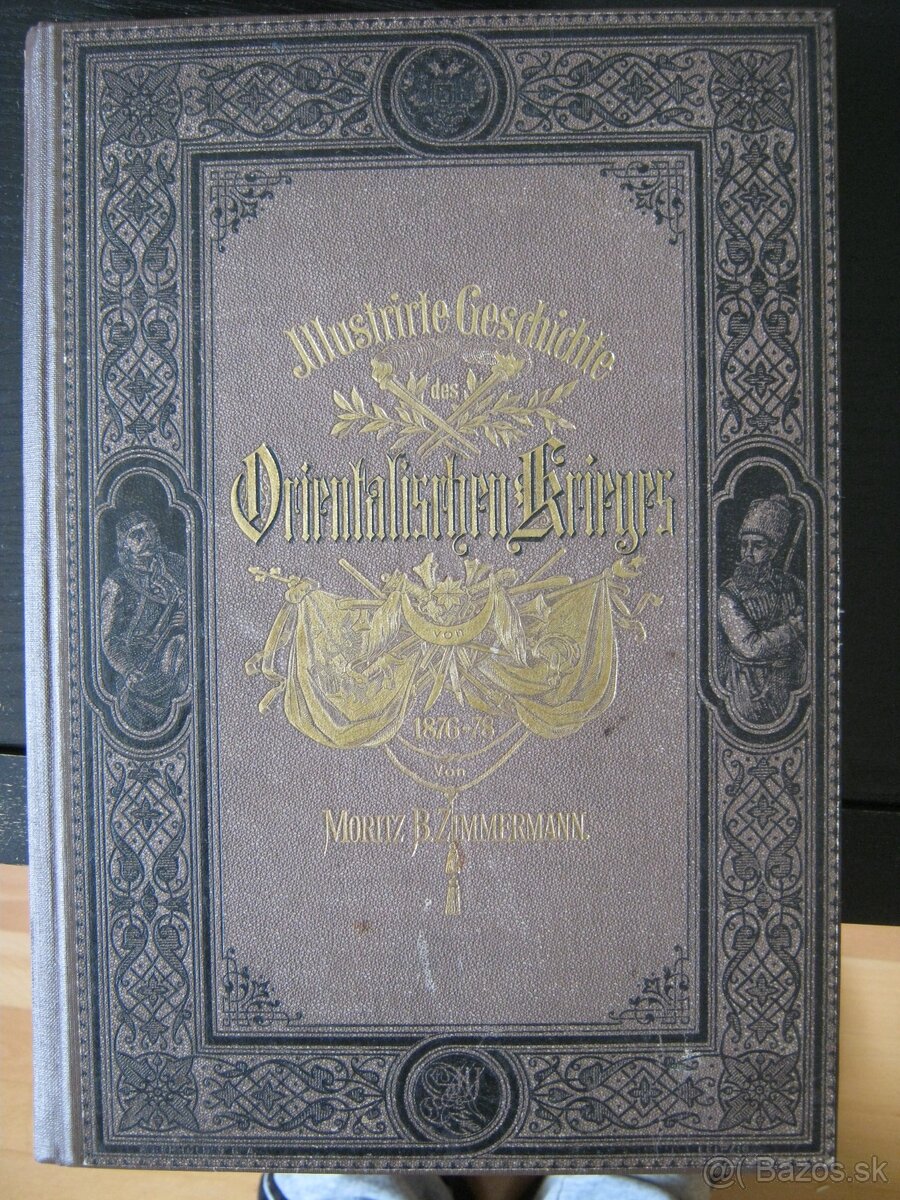 Illustrirte Geschichte
des
Orientalischen Krieges
von
1876-78
Von
Moritz B. Zimmermann.
@( Bazos.sk